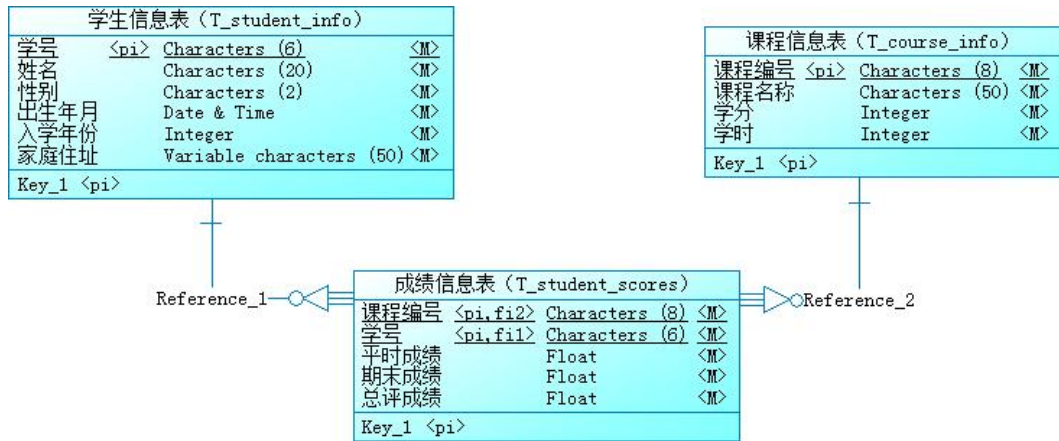 学生信息表（T_student_info）
学号 <pi> Characters (6) <M>
姓名 Characters (20) <M>
性别 Characters (2) <M>
出生年月 Date & Time <M>
入学年份 Integer <M>
家庭住址 Variable characters (50) <M>
Key_1 <pi>
课程信息表（T_course_info）
课程编号 <pi> Characters (8) <M>
课程名称 Characters (50) <M>
学分 Integer <M>
学时 Integer <M>
Key_1 <pi>
Reference_1
Reference_2
成绩信息表（T_student_scores）
课程编号 <pi,fi2> Characters (8) <M>
学号 <pi,fi1> Characters (6) <M>
平时成绩 Float <M>
期末成绩 Float <M>
总评成绩 Float <M>
Key_1 <pi>